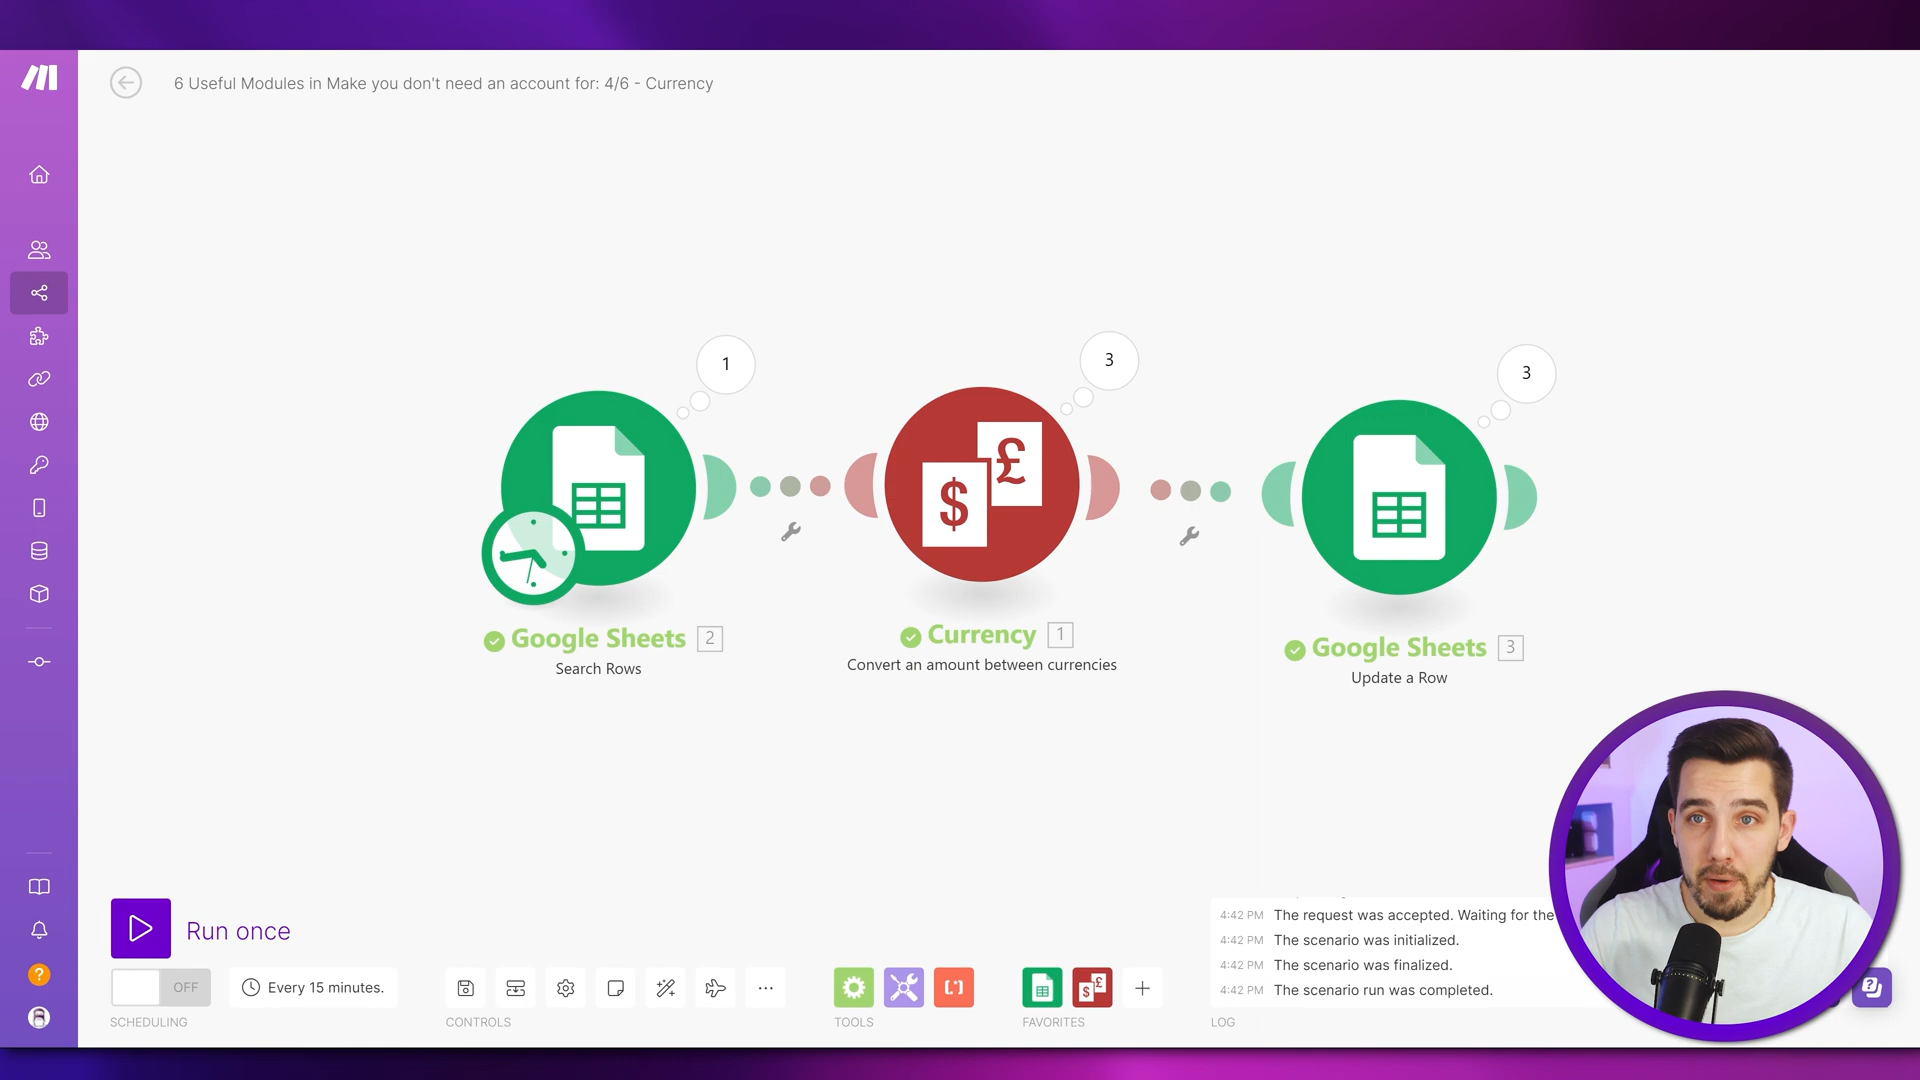 6 Useful Modules in Make you don't need an account for: 4/6 - Currency
1
3
3
$ £
Google Sheets 2
Search Rows
Currency 1
Convert an amount between currencies
Google Sheets 3
Update a Row
Run once
OFF
Every 15 minutes.
SCHEDULING
CONTROLS
TOOLS
$ £
FAVORITES
4:42 PM The request was accepted. Waiting for the
4:42 PM The scenario was initialized.
4:42 PM The scenario was finalized.
4:42 PM The scenario run was completed.
LOG